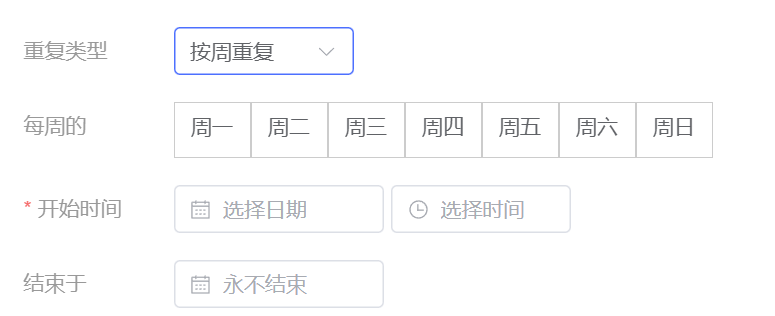 重复类型 按周重复
每周的 周一 周二 周三 周四 周五 周六 周日
* 开始时间 选择日期 选择时间
结束于 永不结束